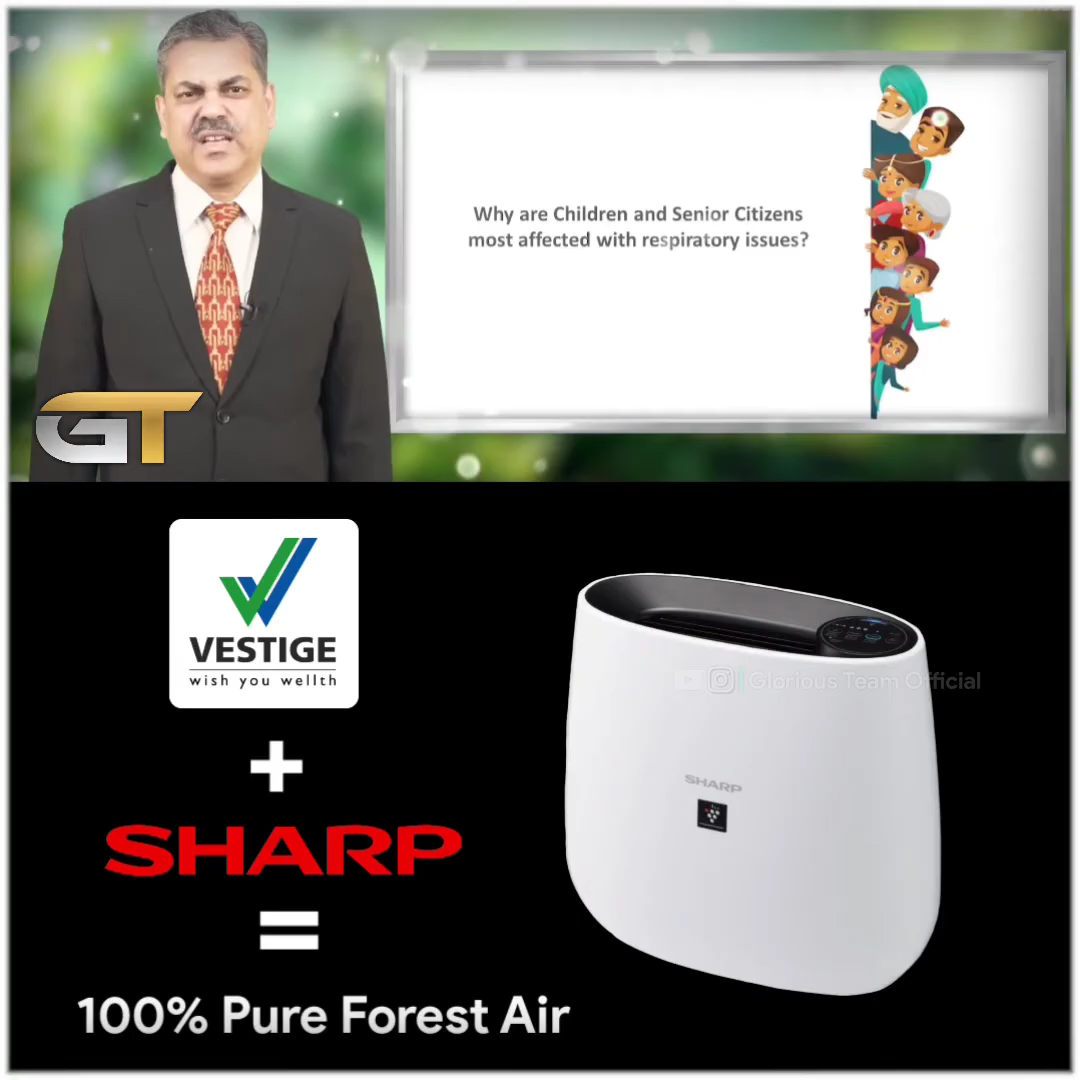 Why are Children and Senior Citizens
most affected with respiratory issues?
GT
VESTIGE
wish you wellth
Glorious Team Official
+
SHARP
SHARP
=
100% Pure Forest Air